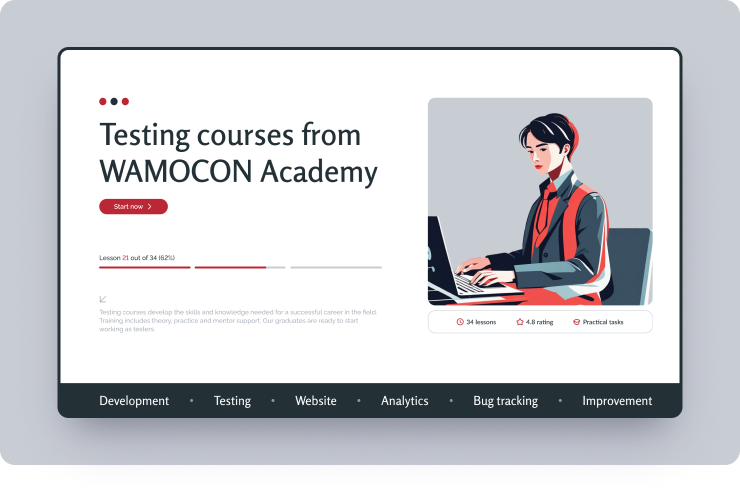 Testing courses from
WAMOCON Academy
Start now
Lesson 21 out of 34 (62%)
Testing courses develop the skills and knowledge needed for a successful career in the field.
Training includes theory, practice and mentor support. Our graduates are ready to start
working as testers.
34 lessons 4.8 rating Practical tasks
Development • Testing • Website • Analytics • Bug tracking • Improvement